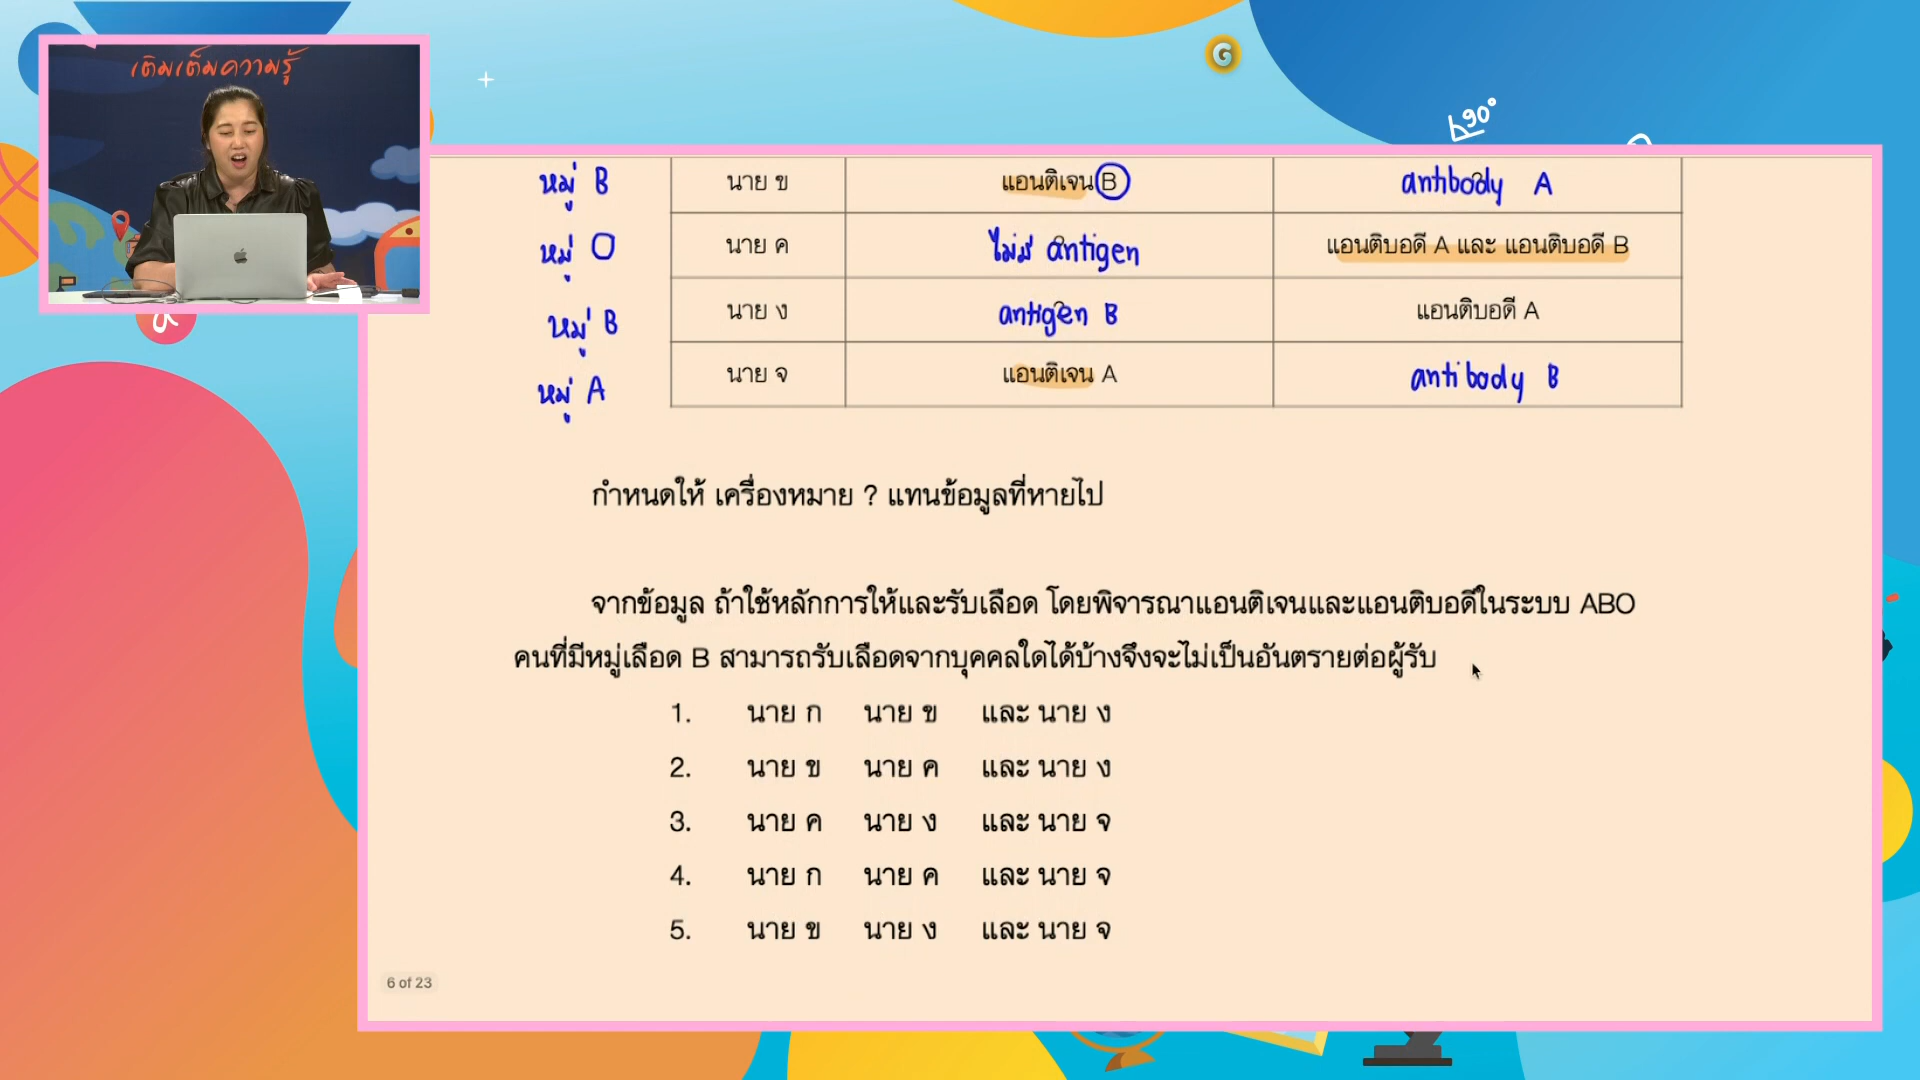 เติมเต็มความรู้
G
90°
หมู่ B นาย ข แอนติเจน B antibody A
หมู่ O นาย ค ไม่มี antigen แอนติบอดี A และ แอนติบอดี B
หมู่ B นาย ง antigen B แอนติบอดี A
หมู่ A นาย จ แอนติเจน A antibody B
กำหนดให้ เครื่องหมาย ? แทนข้อมูลที่หายไป
จากข้อมูล ถ้าใช้หลักการให้และรับเลือด โดยพิจารณาแอนติเจนและแอนติบอดีในระบบ ABO
คนที่มีหมู่เลือด B สามารถรับเลือดจากบุคคลใดได้บ้างจึงจะไม่เป็นอันตรายต่อผู้รับ
1. นาย ก นาย ข และ นาย ง
2. นาย ข นาย ค และ นาย ง
3. นาย ค นาย ง และ นาย จ
4. นาย ก นาย ค และ นาย จ
5. นาย ข นาย ง และ นาย จ
6 of 23